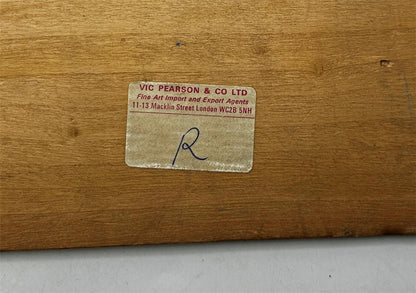 VIC PEARSON & CO LTD
Fine Art Import and Export Agents
11-13 Macklin Street London WC2B 5NH
R